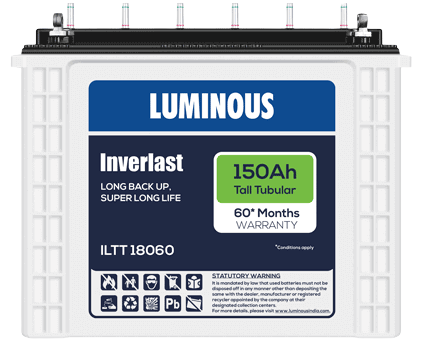 LUMINOUS
Inverlast
LONG BACK UP,
SUPER LONG LIFE
150Ah
Tall Tubular
60* Months
WARRANTY
ILTT 18060
*Conditions apply
STATUTORY WARNING
It is mandated by law that used batteries must not be
disposed off in any manner other than depositing the
same with the dealer, manufacturer or registered
recycler appointed by the company at their
designated collection centers.
For more details, please visit www.luminousindia.com
Pb